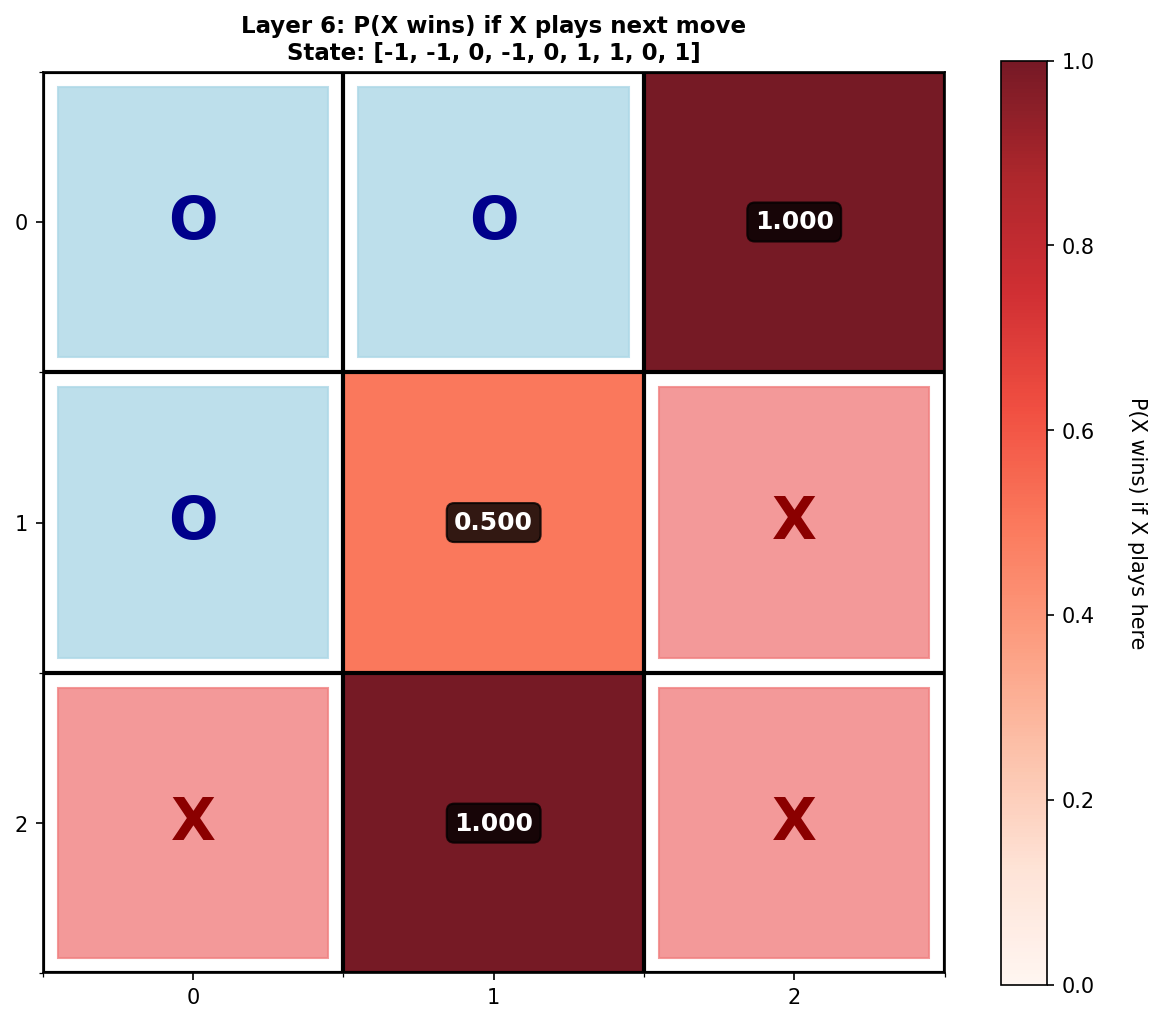 Layer 6: P(X wins) if X plays next move
State: [-1, -1, 0, -1, 0, 1, 1, 0, 1]
0
O
O
1.000
1
O
0.500
X
2
X
1.000
X
0
1
2
1.0
0.8
0.6
0.4
0.2
0.0
P(X wins) if X plays here